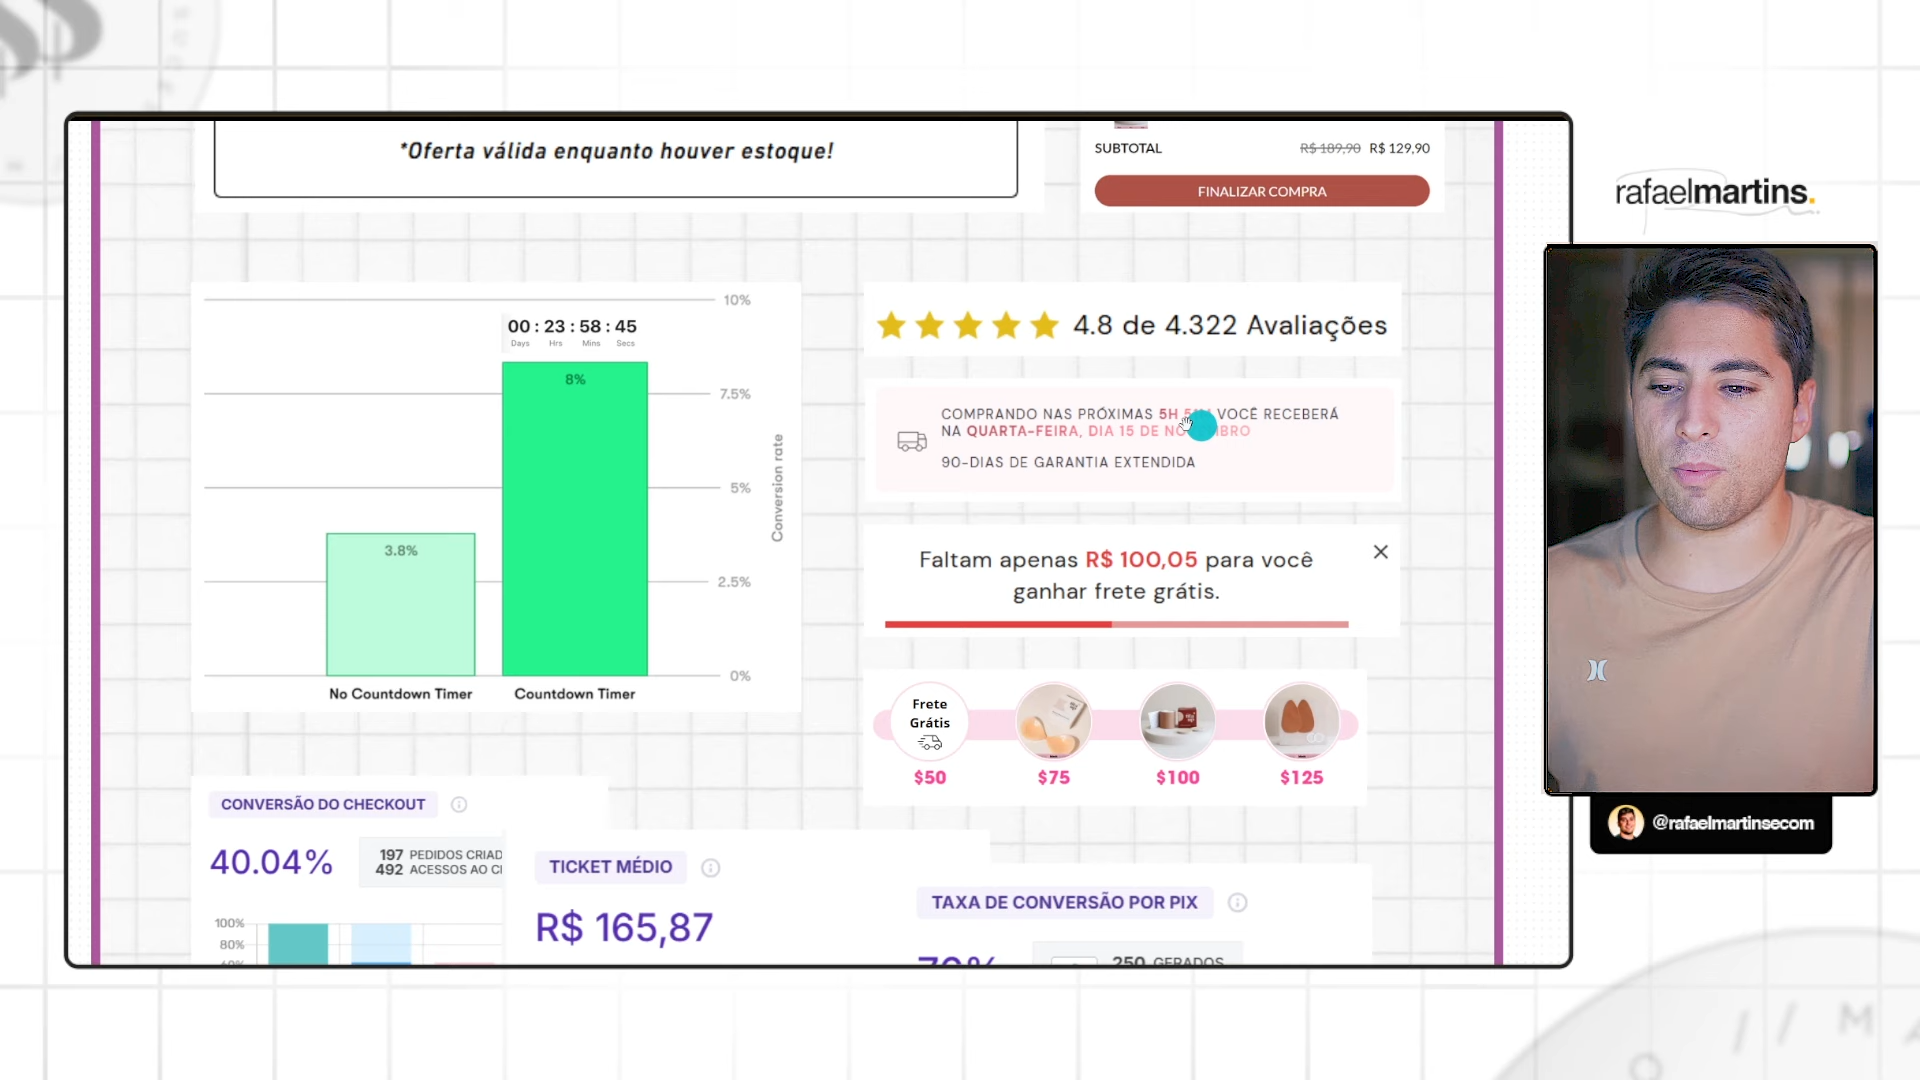 *Oferta válida enquanto houver estoque!
SUBTOTAL R$ 189,90 R$ 129,90
FINALIZAR COMPRA
rafaelmartins.
10%
00 : 23 : 58 : 45
Days Hrs Mins Secs
8%
7.5%
5%
3.8%
2.5%
0%
Conversion rate
No Countdown Timer Countdown Timer
4.8 de 4.322 Avaliações
COMPRANDO NAS PRÓXIMAS 5H VOCÊ RECEBERÁ
NA QUARTA-FEIRA, DIA 15 DE
90-DIAS DE GARANTIA EXTENDIDA
Faltam apenas R$ 100,05 para você
ganhar frete grátis.
Frete
Grátis
$50 $75 $100 $125
CONVERSÃO DO CHECKOUT
40.04%
197 PEDIDOS CRIAD
492 ACESSOS AO
100%
80%
TICKET MÉDIO
R$ 165,87
TAXA DE CONVERSÃO POR PIX
250 GERADOS
@rafaelmartinsecom